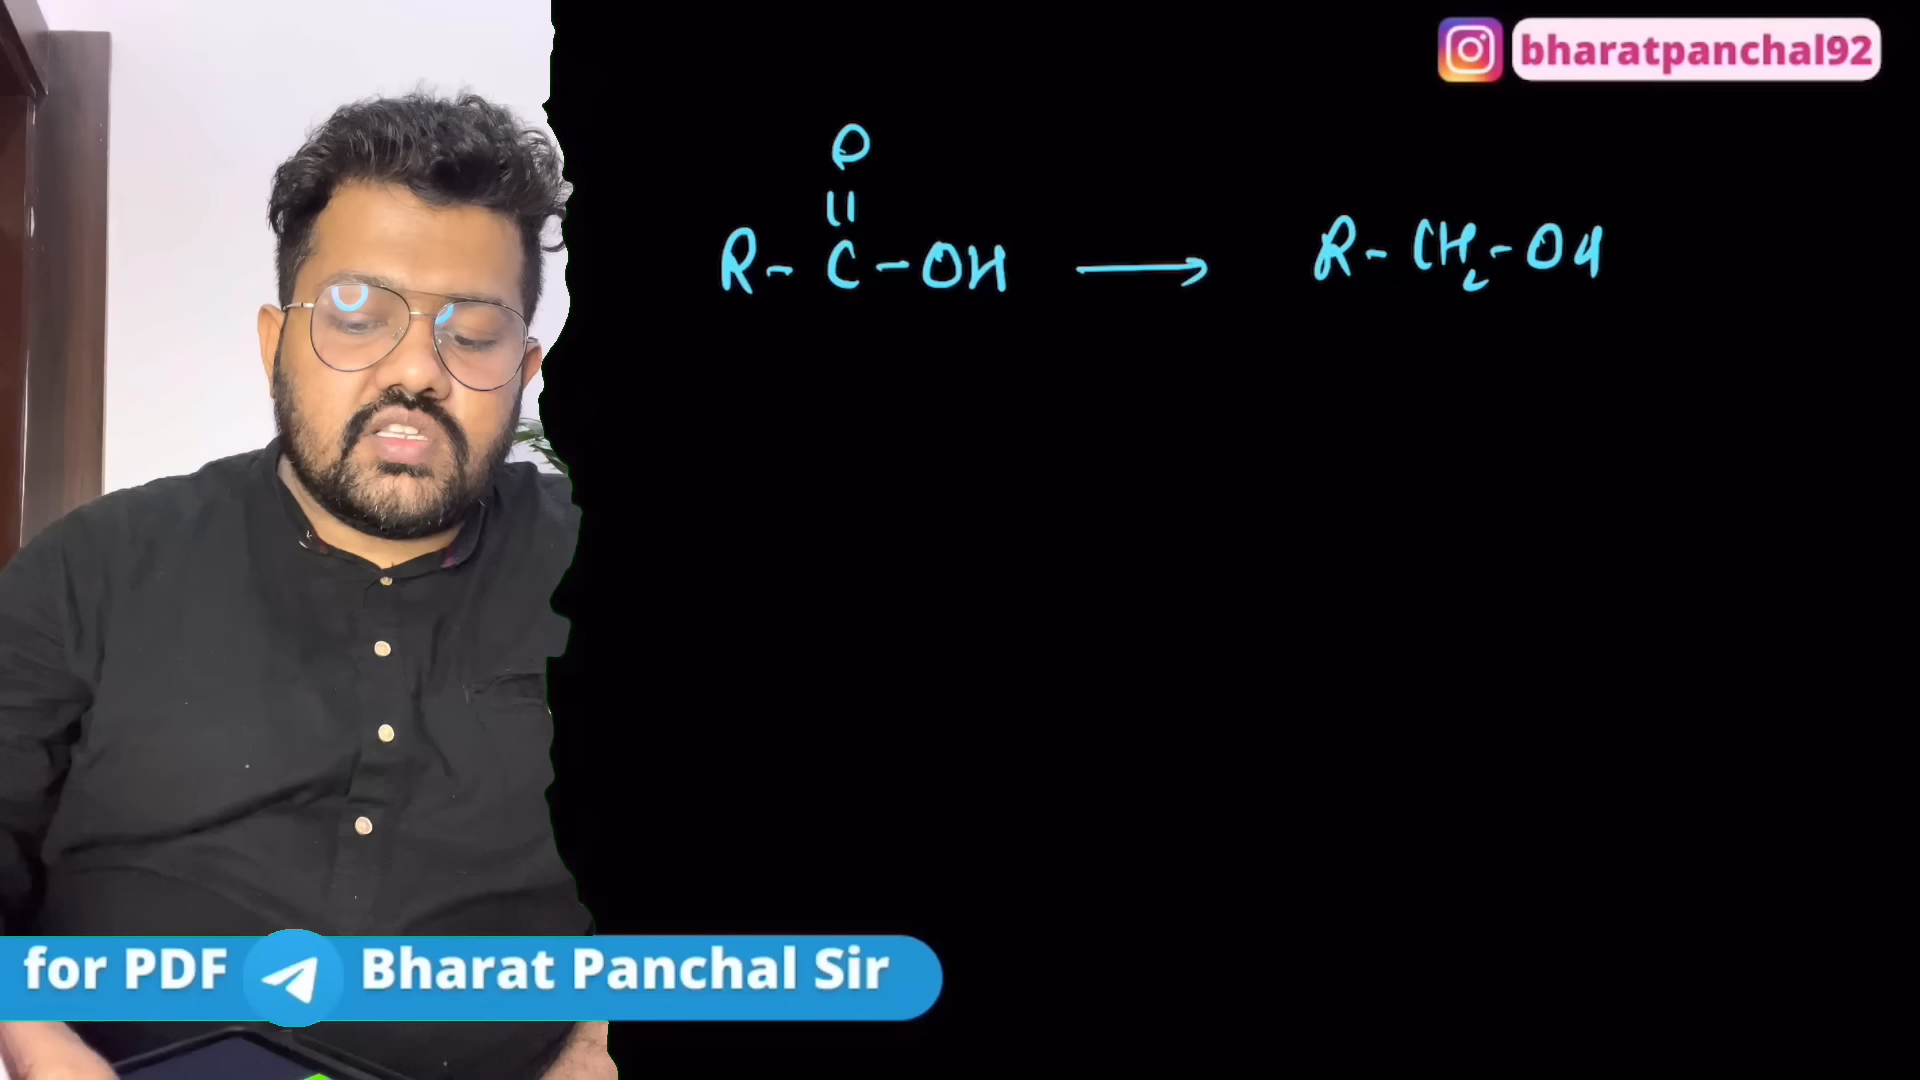 bharatpanchal92
O
||
R - C - OH ⟶ R - CH₂ - OH
for PDF Bharat Panchal Sir